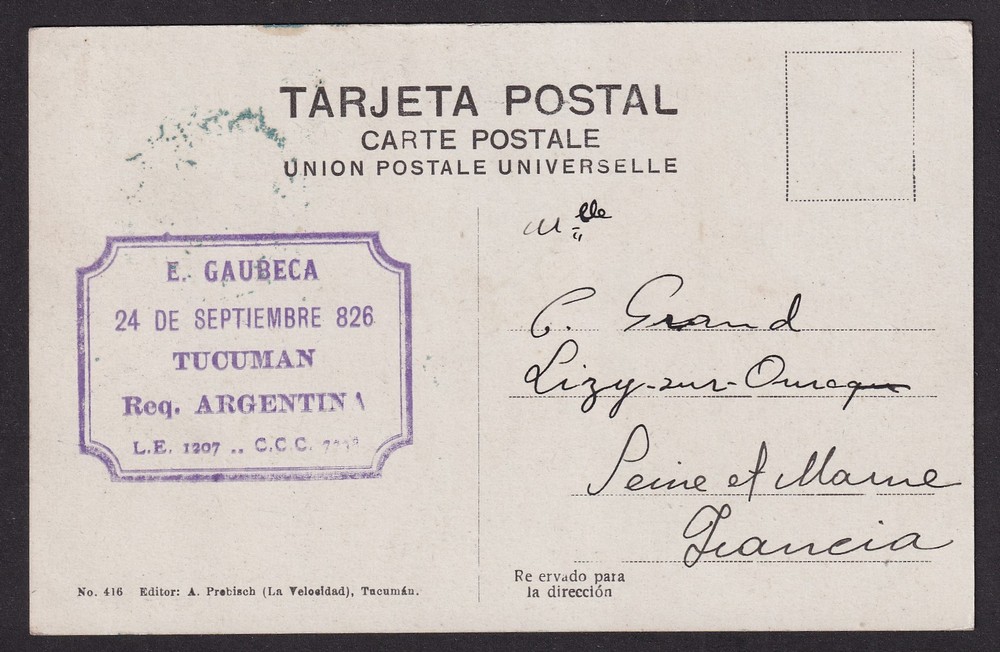 TARJETA POSTAL
CARTE POSTALE
UNION POSTALE UNIVERSELLE
Mlle
E. GAUBECA
24 DE SEPTIEMBRE 826
TUCUMAN
Rep. ARGENTINA
L.E. 1207 .. C.C.C.
C. Grand
Lizy-sur-Ourcq
Seine et Marne
Francia
Re ervado para
la dirección
No. 416 Editor: A. Prebisch (La Velocidad), Tucumán.